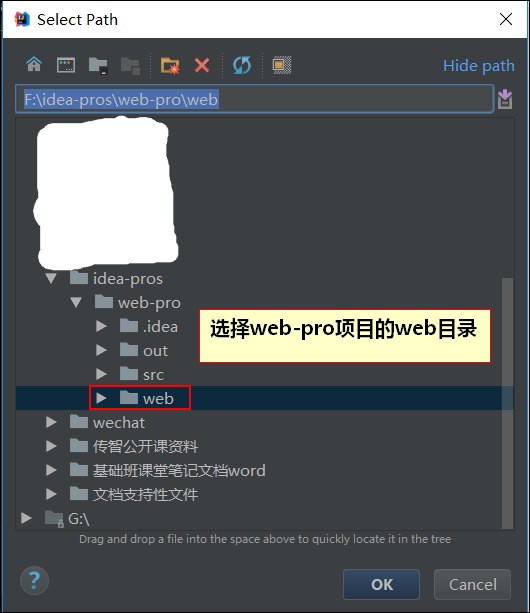 Select Path
Hide path
F:\idea-pros\web-pro\web
idea-pros
web-pro
.idea
选择web-pro项目的web目录
out
src
web
wechat
传智公开课资料
基础班课堂笔记文档word
文档支持性文件
G:\
Drag and drop a file into the space above to quickly locate it in the tree
?
OK
Cancel